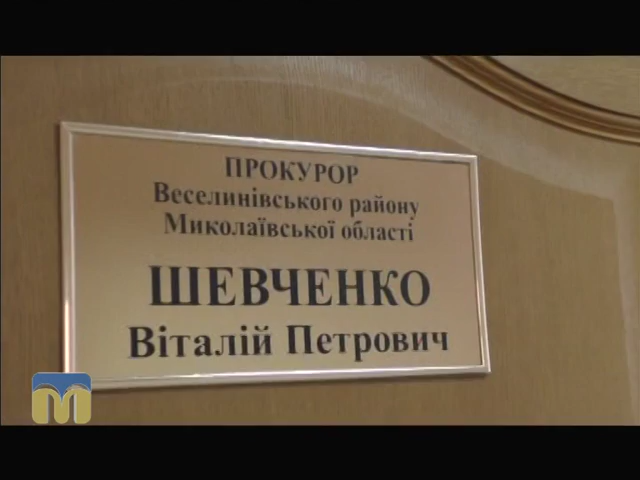 ПРОКУРОР
Веселинівського району
Миколаївської області
ШЕВЧЕНКО
Віталій Петрович
М